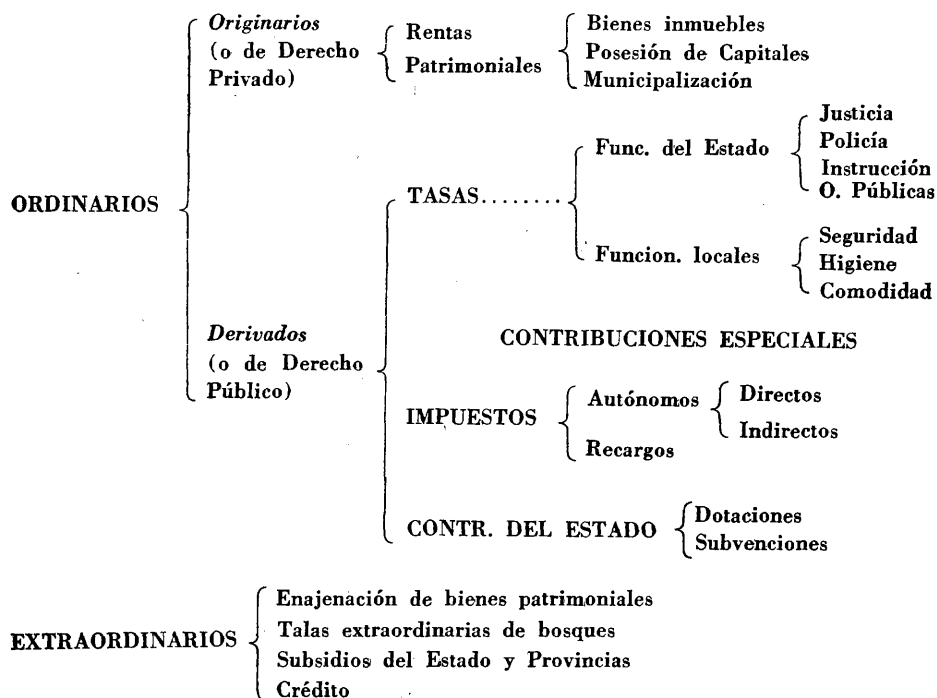 Originarios
(o de Derecho
Privado)
Rentas
Patrimoniales
Bienes inmuebles
Posesión de Capitales
Municipalización
ORDINARIOS
TASAS........
Func. del Estado
Justicia
Policía
Instrucción
O. Públicas
Funcion. locales
Seguridad
Higiene
Comodidad
Derivados
(o de Derecho
Público)
CONTRIBUCIONES ESPECIALES
IMPUESTOS
Autónomos
Directos
Indirectos
Recargos
CONTR. DEL ESTADO
Dotaciones
Subvenciones
EXTRAORDINARIOS
Enajenación de bienes patrimoniales
Talas extraordinarias de bosques
Subsidios del Estado y Provincias
Crédito